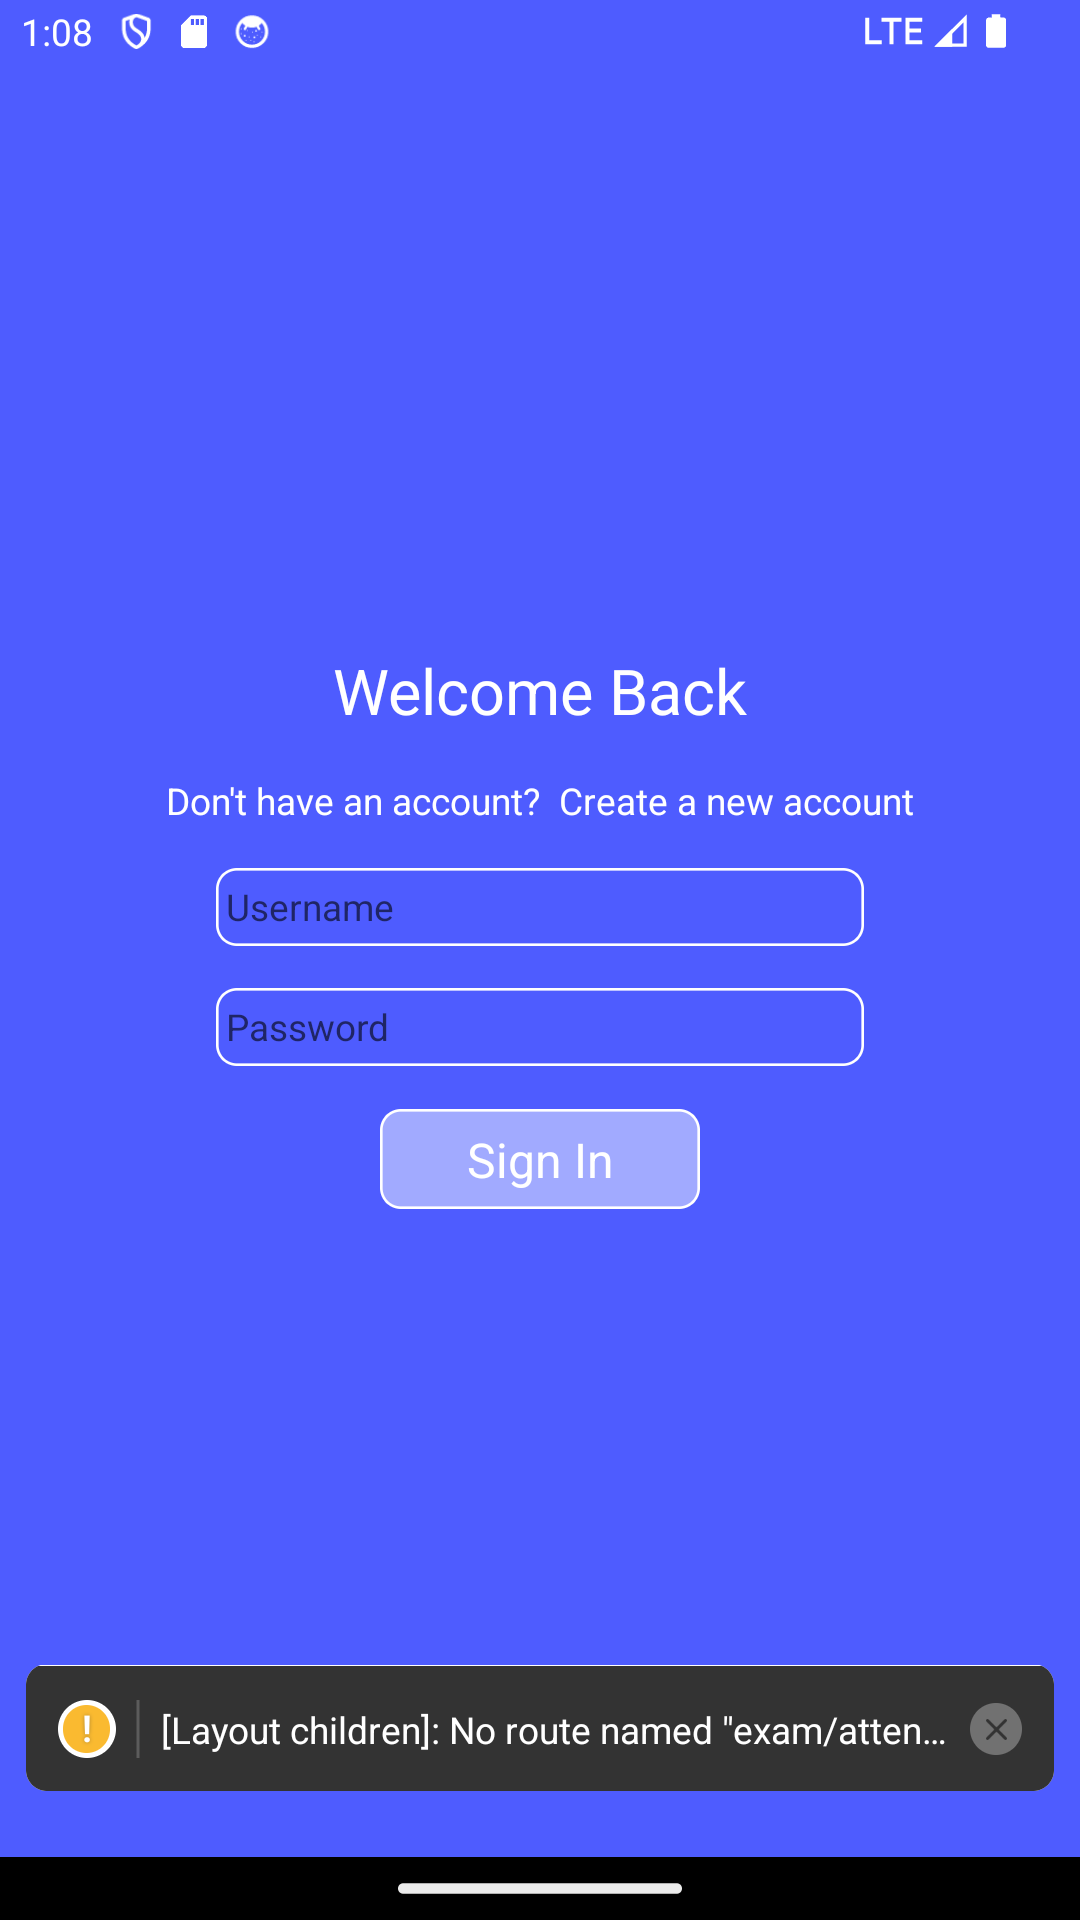 1:08 LTE
Welcome Back
Don't have an account? Create a new account
Username
Password
Sign In
[Layout children]: No route named "exam/atten...